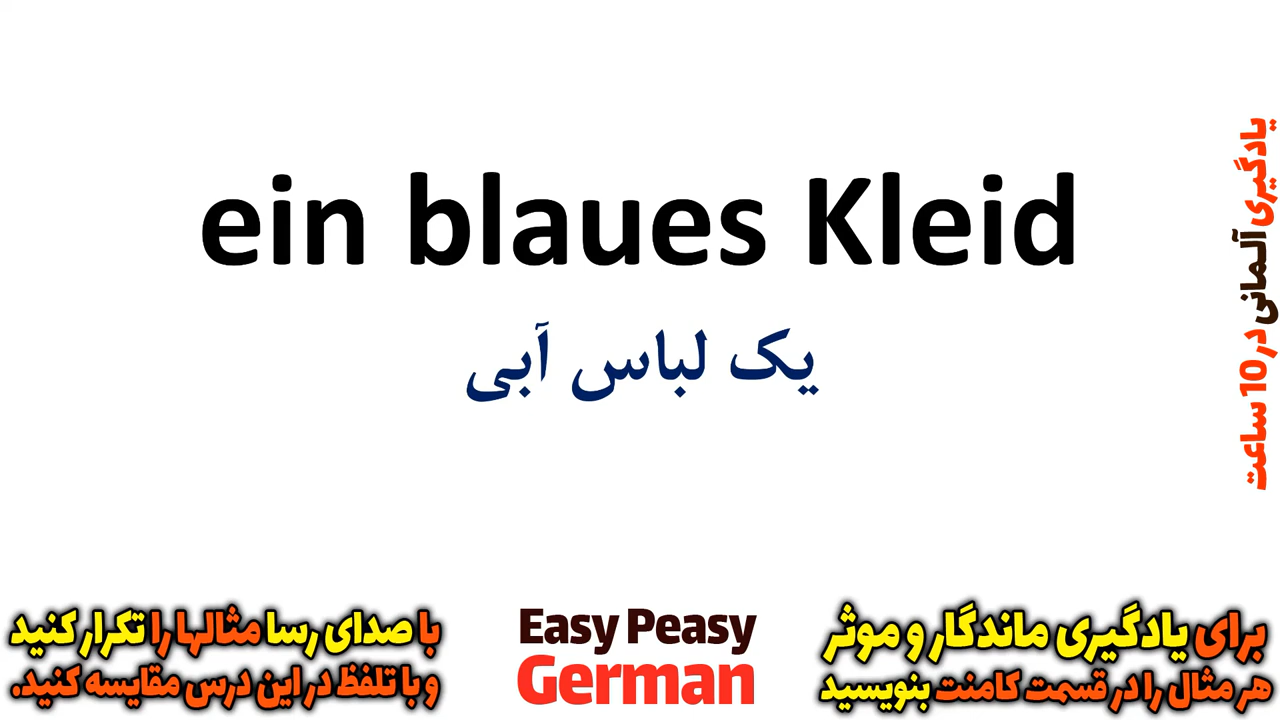 ein blaues Kleid
یک لباس آبی
یادگیری آلمانی در 10 ساعت
با صدای رسا مثالها را تکرار کنید
و با تلفظ در این درس مقایسه کنید.
Easy Peasy
German
برای یادگیری ماندگار و موثر
هر مثال را در قسمت کامنت بنویسید